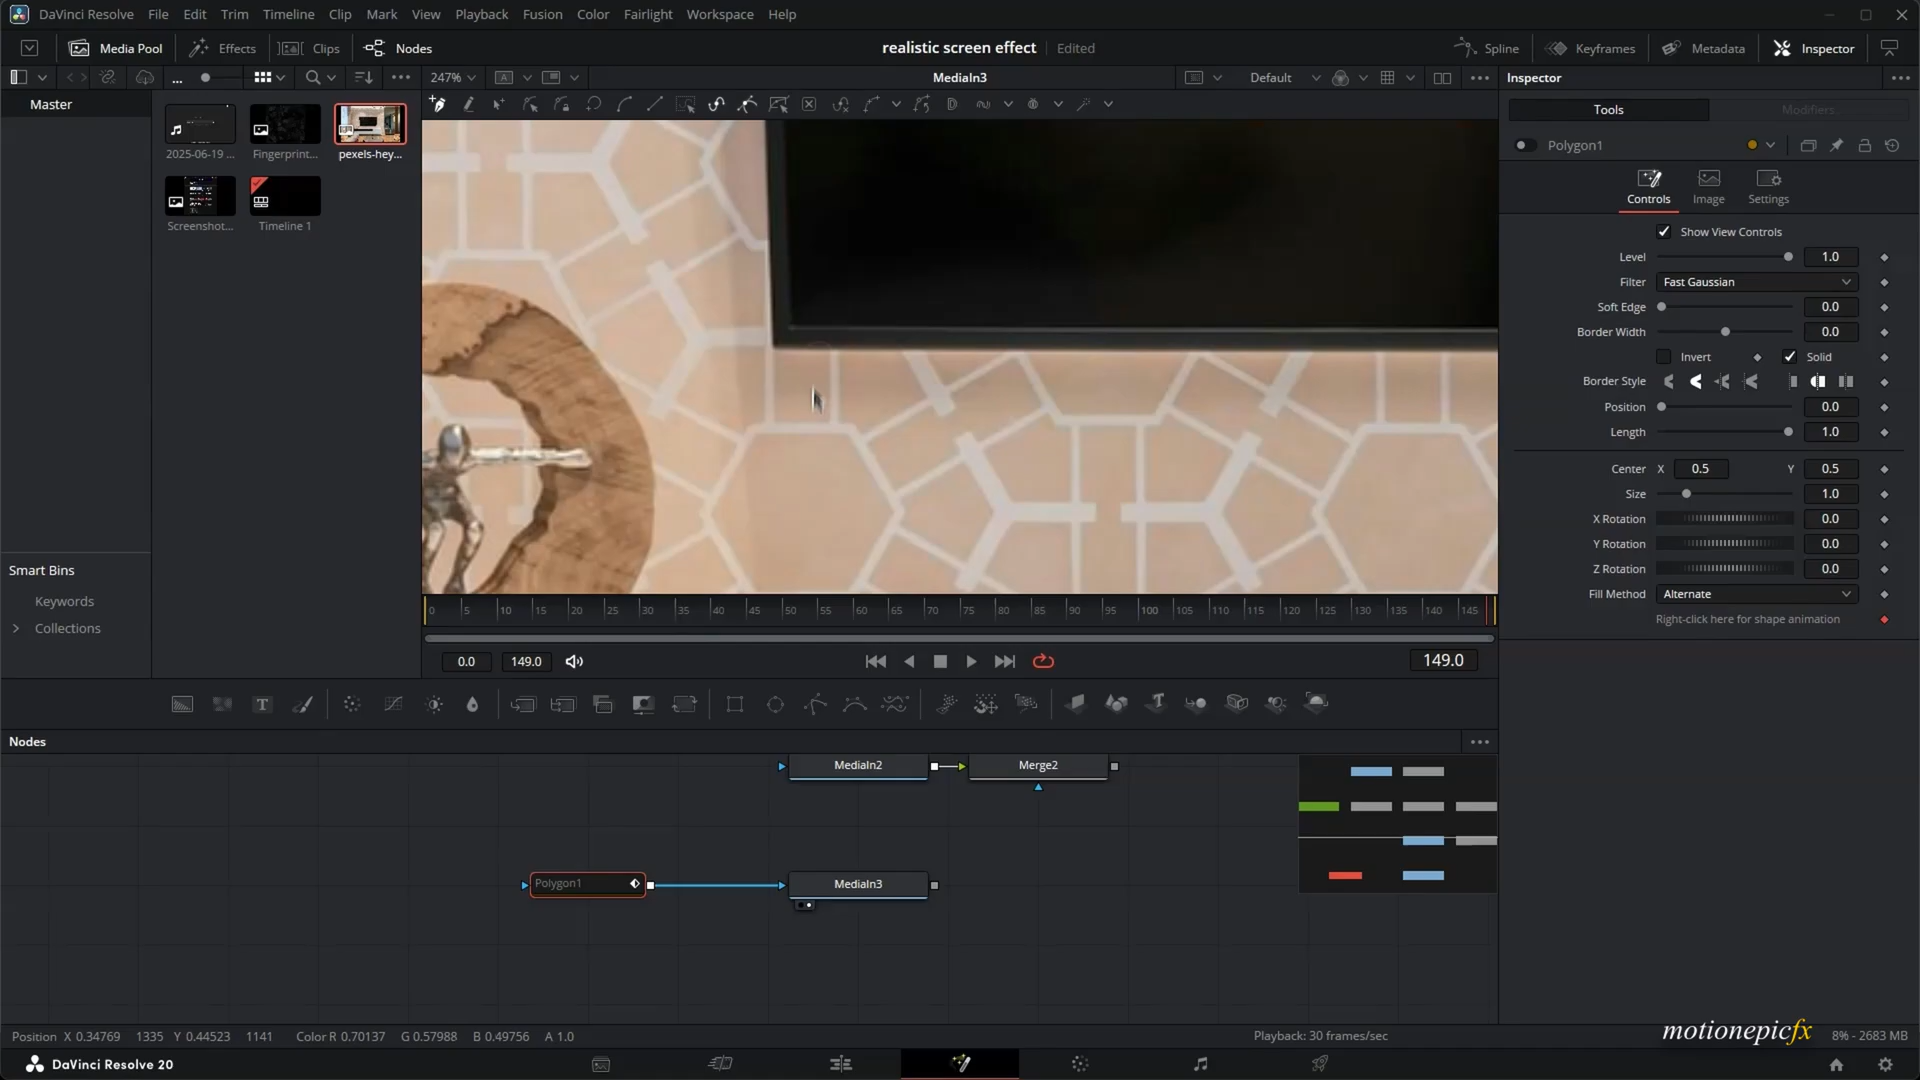 DaVinci Resolve File Edit Trim Timeline Clip Mark View Playback Fusion Color Fairlight Workspace Help
Media Pool Effects Clips Nodes realistic screen effect Edited Spline Keyframes Metadata Inspector
... 247% A MediaIn3 Default Inspector
Master
Tools Modifiers
2025-06-19 ... Fingerprint... pexels-hey...
Screenshot... Timeline 1
Polygon1
Controls Image Settings
Show View Controls
Level 1.0
Filter Fast Gaussian
Soft Edge 0.0
Border Width 0.0
Invert Solid
Border Style
Position 0.0
Length 1.0
Center X 0.5 Y 0.5
Size 1.0
X Rotation 0.0
Y Rotation 0.0
Z Rotation 0.0
Fill Method Alternate
Right-click here for shape animation
Smart Bins
Keywords
Collections
0 5 10 15 20 25 30 35 40 45 50 55 60 65 70 75 80 85 90 95 100 105 110 115 120 125 130 135 140 145
0.0 149.0 149.0
T
Nodes
MediaIn2 Merge2
Polygon1 MediaIn3
Position X 0.34769 1335 Y 0.44523 1141 Color R 0.70137 G 0.57988 B 0.49756 A 1.0 Playback: 30 frames/sec motionepicfx 8% - 2683 MB
DaVinci Resolve 20